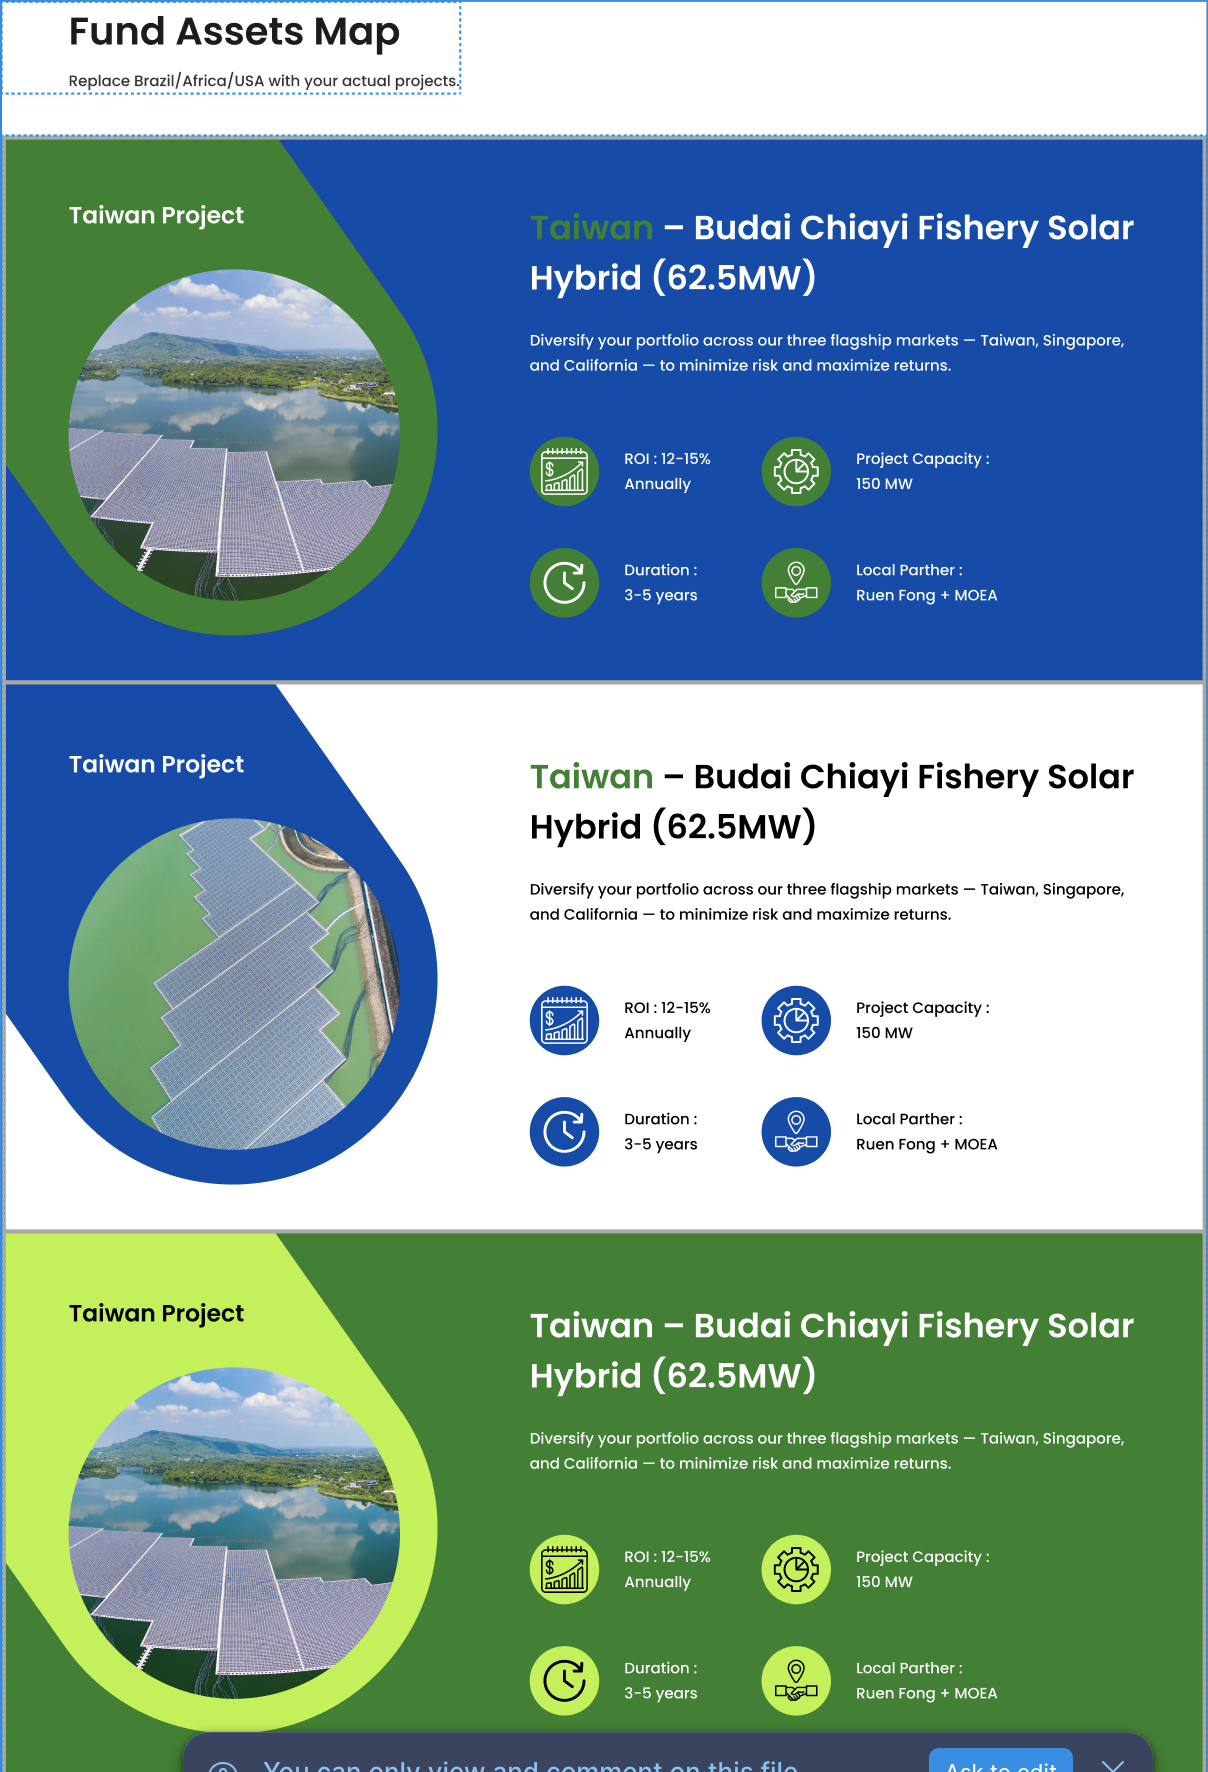 Fund Assets Map
Replace Brazil/Africa/USA with your actual projects.
Taiwan Project
Taiwan – Budai Chiayi Fishery Solar
Hybrid (62.5MW)
Diversify your portfolio across our three flagship markets — Taiwan, Singapore,
and California — to minimize risk and maximize returns.
ROI : 12-15%
Annually
Project Capacity :
150 MW
Duration :
3-5 years
Local Parther :
Ruen Fong + MOEA
Taiwan Project
Taiwan – Budai Chiayi Fishery Solar
Hybrid (62.5MW)
Diversify your portfolio across our three flagship markets — Taiwan, Singapore,
and California — to minimize risk and maximize returns.
ROI : 12-15%
Annually
Project Capacity :
150 MW
Duration :
3-5 years
Local Parther :
Ruen Fong + MOEA
Taiwan Project
Taiwan – Budai Chiayi Fishery Solar
Hybrid (62.5MW)
Diversify your portfolio across our three flagship markets — Taiwan, Singapore,
and California — to minimize risk and maximize returns.
ROI : 12-15%
Annually
Project Capacity :
150 MW
Duration :
3-5 years
Local Parther :
Ruen Fong + MOEA
You can only view and comment on this file
Ask to edit